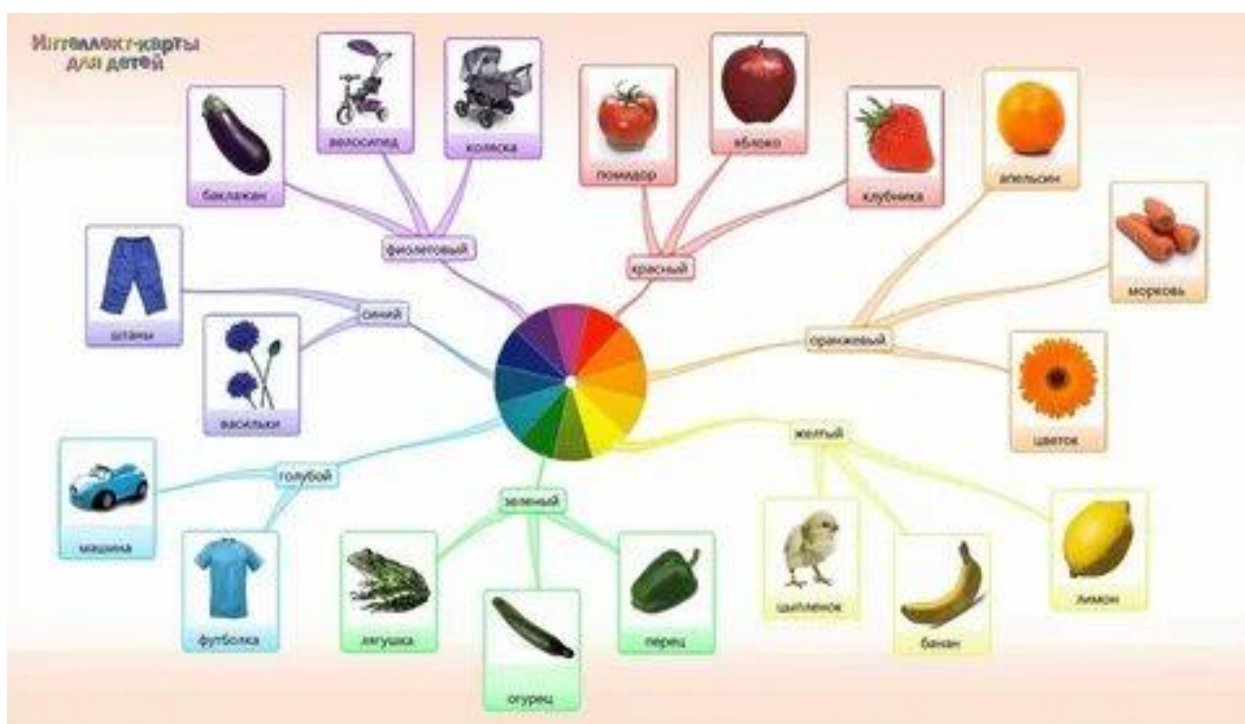 Интеллект-карты
для детей
баклажан
велосипед
коляска
фиолетовый
помидор
яблоко
клубника
красный
апельсин
морковь
цветок
оранжевый
штаны
васильки
синий
машина
футболка
голубой
лягушка
огурец
перец
зеленый
цыпленок
банан
лимон
желтый